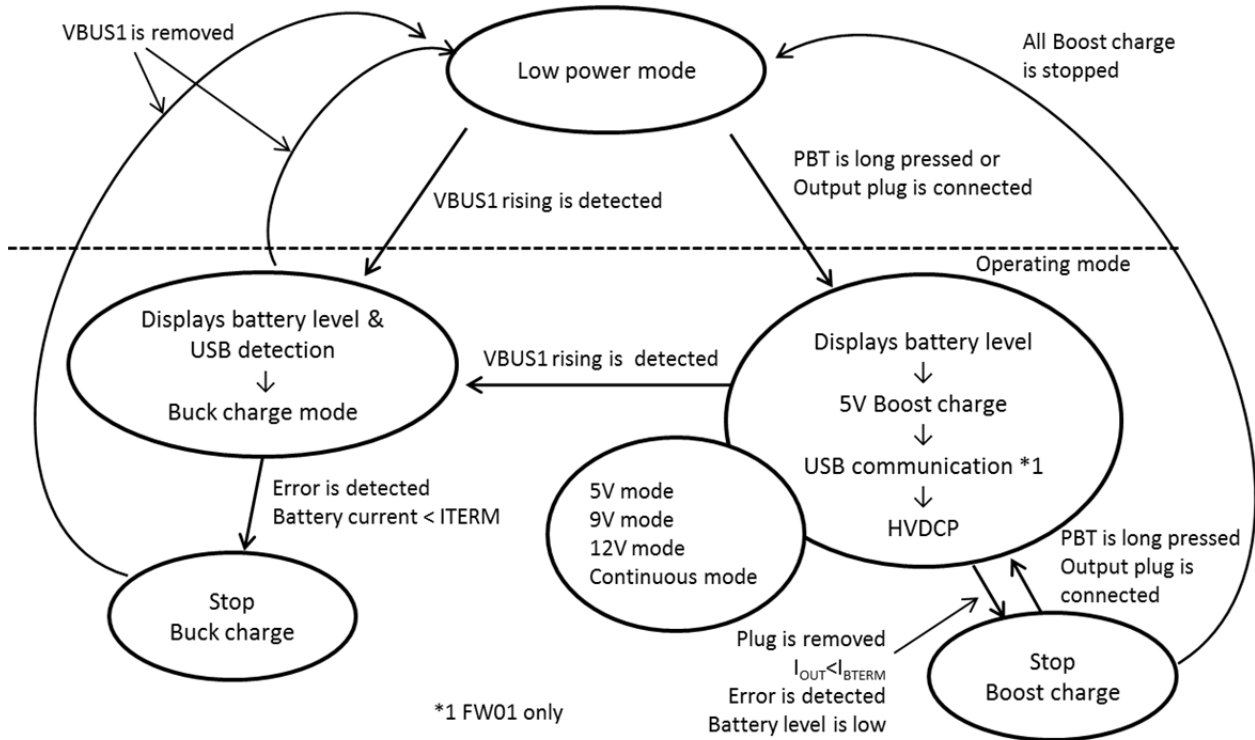 VBUS1 is removed
Low power mode
All Boost charge
is stopped
PBT is long pressed or
Output plug is connected
VBUS1 rising is detected
Operating mode
Displays battery level &
USB detection
↓
Buck charge mode
VBUS1 rising is detected
Displays battery level
↓
5V Boost charge
↓
USB communication *1
↓
HVDCP
5V mode
9V mode
12V mode
Continuous mode
Error is detected
Battery current < ITERM
PBT is long pressed
Output plug is
connected
Stop
Buck charge
Plug is removed
IOUT<IBTERM
Error is detected
Battery level is low
Stop
Boost charge
*1 FW01 only